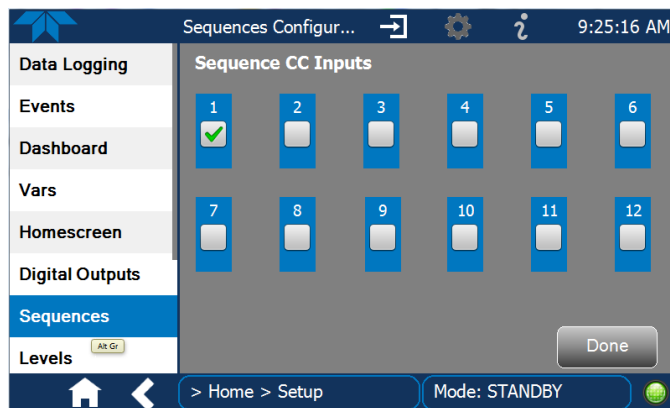 Sequences Configur...
9:25:16 AM
Data Logging
Events
Dashboard
Vars
Homescreen
Digital Outputs
Sequences
Alt Gr
Levels
Sequence CC Inputs
1 2 3 4 5 6
7 8 9 10 11 12
Done
> Home > Setup
Mode: STANDBY